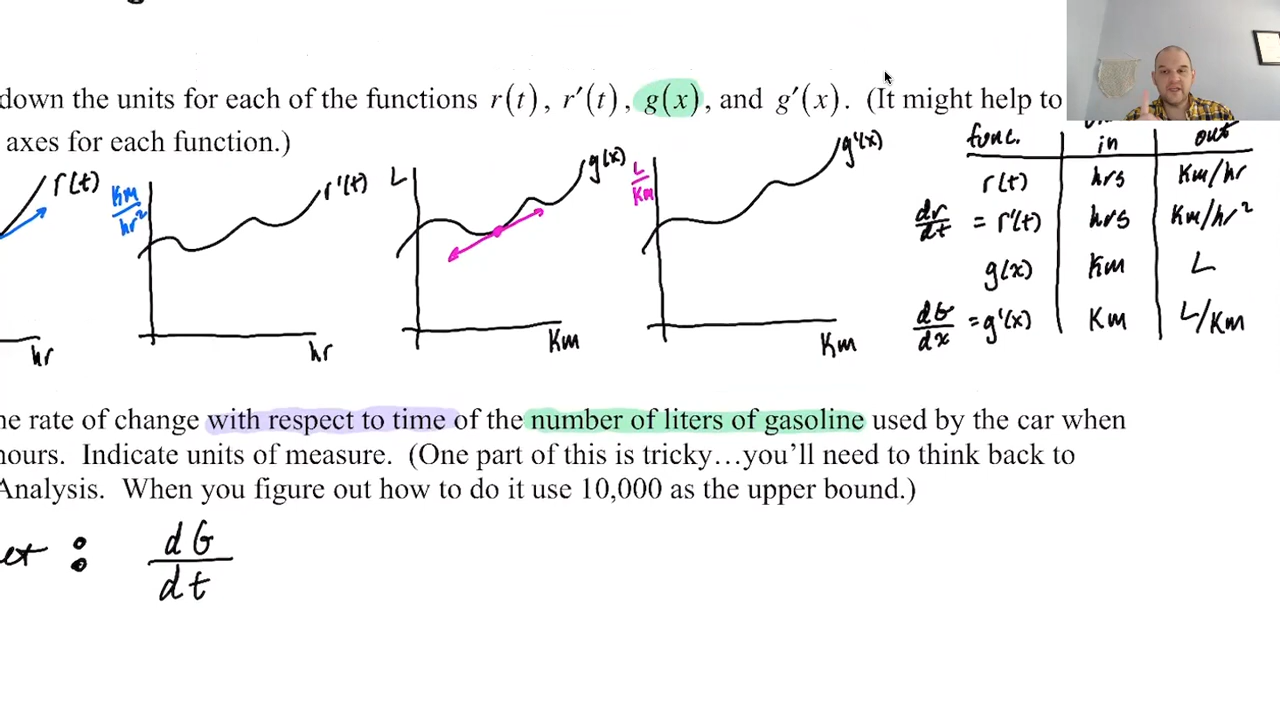 down the units for each of the functions r(t), r′(t), g(x), and g′(x). (It might help to
axes for each function.)
r(t)
hr
Km/hr²
r'(t)
hr
L
g(x)
Km
L/Km
g'(x)
Km
func. in out
r(t) hrs Km/hr
dr/dt = r'(t) hrs Km/hr²
g(x) Km L
dG/dx = g'(x) Km L/Km
rate of change with respect to time of the number of liters of gasoline used by the car when
hours. Indicate units of measure. (One part of this is tricky…you’ll need to think back to
Analysis. When you figure out how to do it use 10,000 as the upper bound.)
: dG/dt